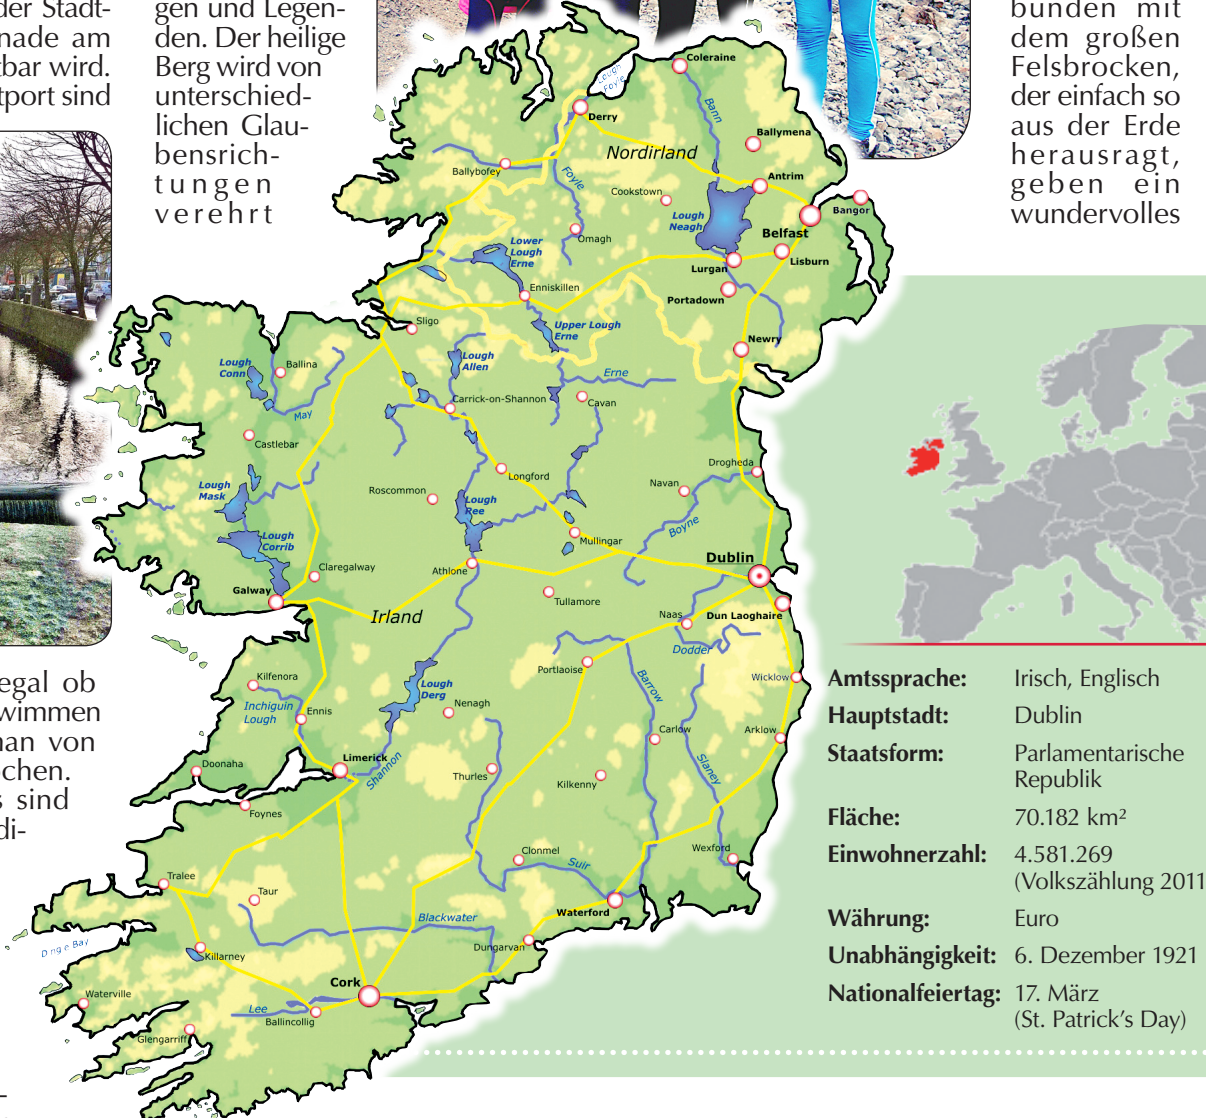 der Stadt-
nade am
tbar wird.
tport sind
gen und Legen-
den. Der heilige
Berg wird von
unterschied-
lichen Glau-
bensrich-
tungen
verehrt
bunden mit
dem großen
Felsbrocken,
der einfach so
aus der Erde
herausragt,
geben ein
wundervolles
egal ob
wimmen
nan von
ochen.
s sind
di-
Coleraine
Lough
Foyle
Derry
Bann
Ballymena
Nordirland
Ballybofey
Foyle
Antrim
Cookstown
Lough
Neagh
Bangor
Belfast
Omagh
Lower
Lough
Erne
Lurgan
Lisburn
Enniskillen
Portadown
Sligo
Upper Lough
Erne
Newry
Lough
Conn
Ballina
Lough
Allen
Erne
May
Carrick-on-Shannon
Cavan
Castlebar
Drogheda
Longford
Navan
Lough
Mask
Roscommon
Lough
Ree
Boyne
Lough
Corrib
Mullingar
Dublin
Claregalway
Athlone
Galway
Tullamore
Irland
Naas
Dun Laoghaire
Dodder
Portlaoise
Kilfenora
Lough
Derg
Barrow
Wicklow
Inchiguin
Lough
Ennis
Nenagh
Carlow
Arklow
Doonaha
Limerick
Shannon
Thurles
Kilkenny
Slaney
Foynes
Clonmel
Suir
Wexford
Tralee
Taur
Waterford
Blackwater
Dingle Bay
Killarney
Dungarvan
Cork
Waterville
Lee
Ballincollig
Glengarriff
Amtssprache: Irisch, Englisch
Hauptstadt: Dublin
Staatsform: Parlamentarische
Republik
Fläche: 70.182 km²
Einwohnerzahl: 4.581.269
(Volkszählung 2011
Währung: Euro
Unabhängigkeit: 6. Dezember 1921
Nationalfeiertag: 17. März
(St. Patrick's Day)